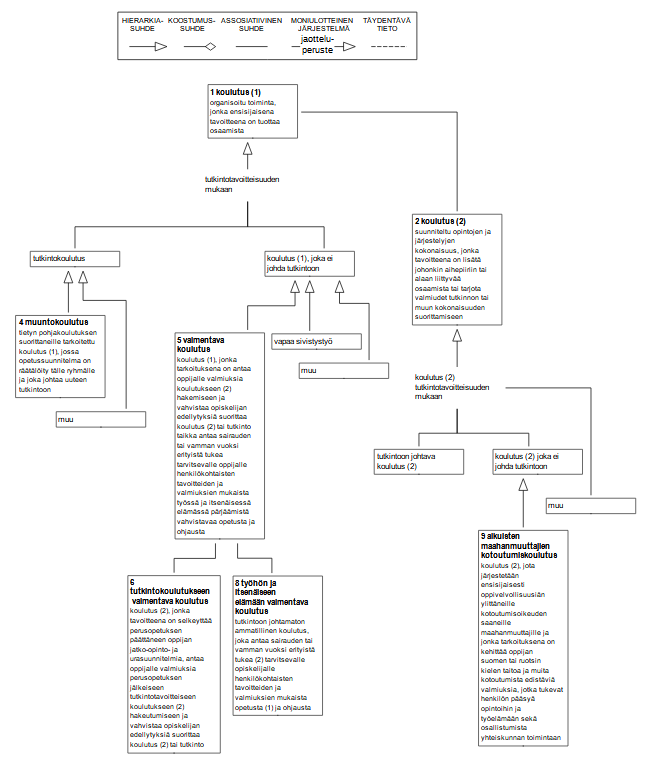 HIERARKIA-
SUHDE
KOOSTUMUS-
SUHDE
ASSOSIATIIVINEN
SUHDE
MONIULOTTEINEN
JÄRJESTELMÄ
jaottelu-
peruste
TÄYDENTÄVÄ
TIETO
1 koulutus (1)
organisoitu toiminta,
jonka ensisijaisena
tavoitteena on tuottaa
osaamista
tutkintotavoitteisuuden
mukaan
2 koulutus (2)
suunniteltu opintojen ja
järjestelyjen
kokonaisuus, jonka
tavoitteena on lisätä
johonkin aihepiiriin tai
alaan liittyvää
osaamista tai tarjota
valmiudet tutkinnon tai
muun kokonaisuuden
suorittamiseen
tutkintokoulutus
koulutus (1), joka ei
johda tutkintoon
4 muuntokoulutus
tietyn pohjakoulutuksen
suorittaneille tarkoitettu
koulutus (1), jossa
opetussuunnitelma on
räätälöity tälle ryhmälle
ja joka johtaa uuteen
tutkintoon
muu
5 valmentava
koulutus
koulutus (1), jonka
tarkoituksena on antaa
oppijalle valmiuksia
koulutukseen (2)
hakemiseen ja
vahvistaa opiskelijan
edellytyksiä suorittaa
koulutus (2) tai tutkinto
taikka antaa sairauden
tai vamman vuoksi
erityistä tukea
tarvitsevalle oppijalle
henkilökohtaisten
tavoitteiden ja
valmiuksien mukaista
työssä ja itsenäisessä
elämässä pärjäämistä
vahvistavaa opetusta ja
ohjausta
vapaa sivistystyö
muu
koulutus (2)
tutkintotavoitteisuuden
mukaan
tutkintoon johtava
koulutus (2)
koulutus (2) joka ei
johda tutkintoon
muu
6
tutkintokoulutukseen
valmentava koulutus
koulutus (2), jonka
tavoitteena on selkeyttää
perusopetuksen
päättäneen oppijan
jatko-opinto- ja
urasuunnitelmia, antaa
oppijalle valmiuksia
perusopetuksen
jälkeiseen
tutkintotavoitteiseen
koulutukseen (2)
hakeutumiseen ja
vahvistaa opiskelijan
edellytyksiä suorittaa
koulutus (2) tai tutkinto
8 työhön ja
itsenäiseen
elämään valmentava
koulutus
tutkintoon johtamaton
ammatillinen koulutus,
joka antaa sairauden tai
vamman vuoksi erityistä
tukea (2) tarvitsevalle
opiskelijalle
henkilökohtaisten
tavoitteiden ja
valmiuksien mukaista
opetusta (1) ja ohjausta
9 aikuisten
maahanmuuttajien
kotoutumiskoulutus
koulutus (2), jota
järjestetään
ensisijaisesti
oppivelvollisuusiän
ylittäneille
kotoutumisoikeuden
saaneille
maahanmuuttajille ja
jonka tarkoituksena on
kehittää oppijan
suomen tai ruotsin
kielen taitoa ja muita
kotoutumista edistäviä
valmiuksia, jotka tukevat
henkilön pääsyä
opintoihin ja
työelämään sekä
osallistumista
yhteiskunnan toimintaan